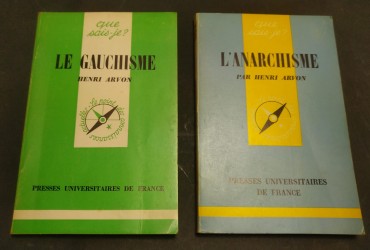 que
sais-je?
LE GAUCHISME
HENRI ARVON
PRESSES UNIVERSITAIRES DE FRANCE
que
sais-je?
L'ANARCHISME
PAR HENRI ARVON
PRESSES UNIVERSITAIRES
DE FRANCE